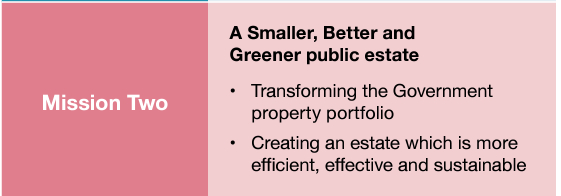 Mission Two
A Smaller, Better and
Greener public estate
• Transforming the Government
property portfolio
• Creating an estate which is more
efficient, effective and sustainable